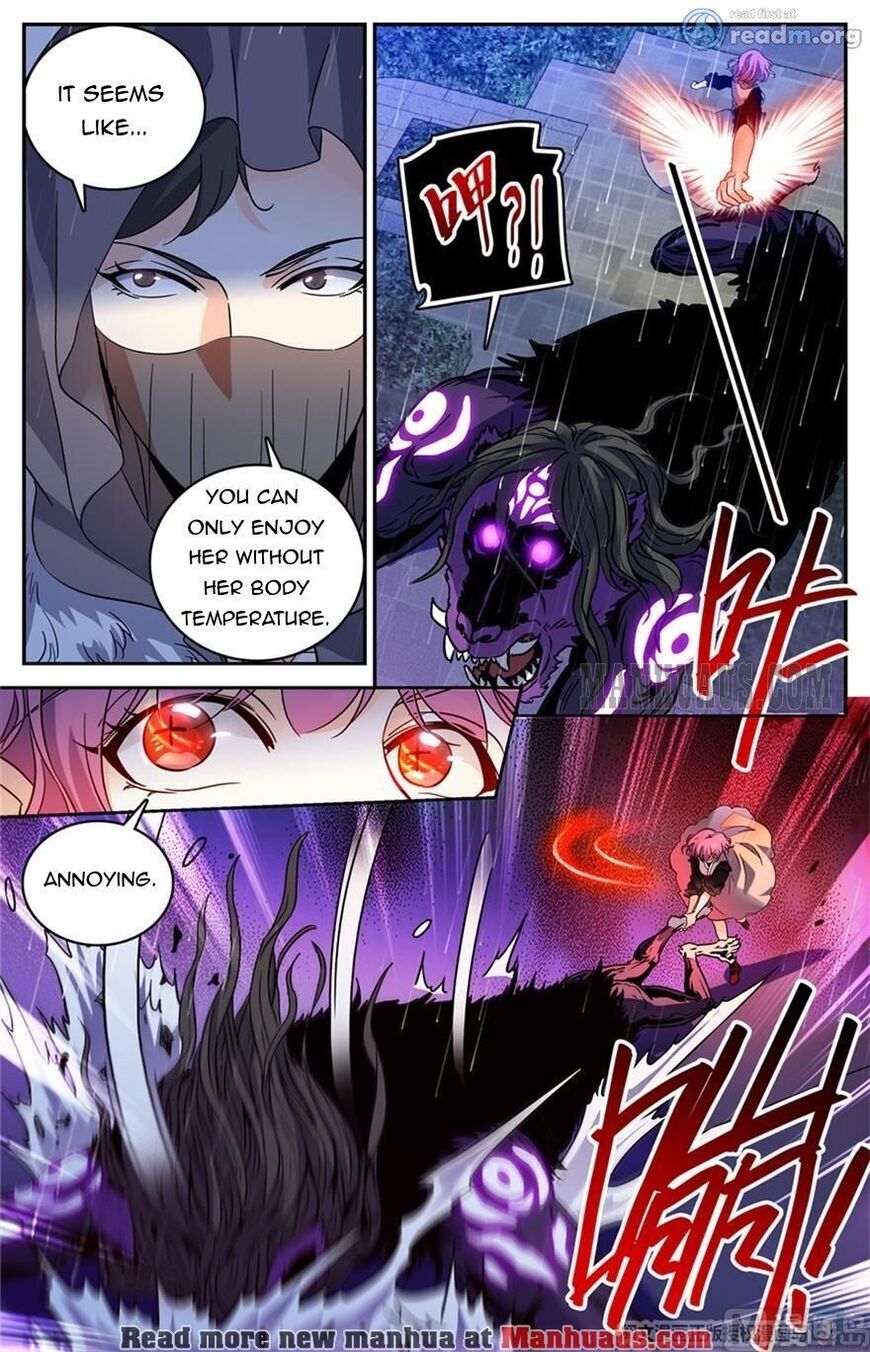 read first at
readm.org
IT SEEMS
LIKE...
呷?!
YOU CAN
ONLY ENJOY
HER WITHOUT
HER BODY
TEMPERATURE.
咔
MANHUAUS.COM
ANNOYING.
Read more new manhua at Manhuaus.com